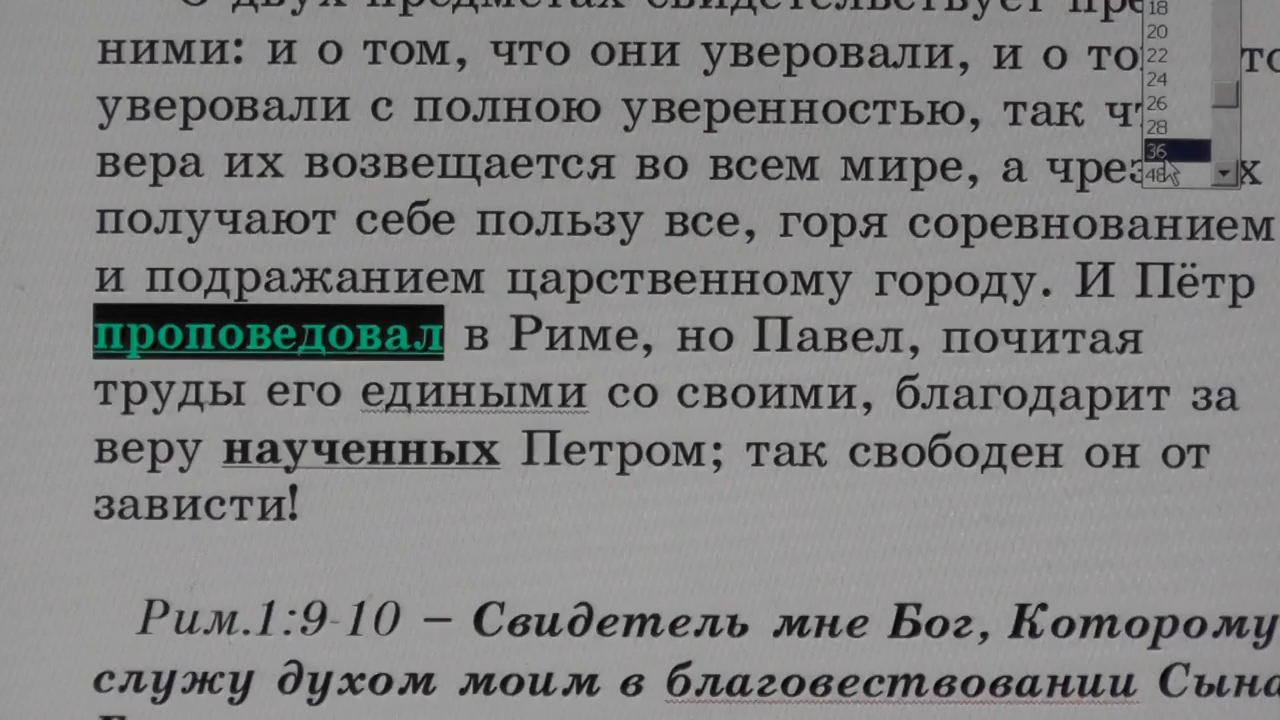 О двух предметах свидетельствует
18
ними: и о том, что они уверовали, и о
20
22
24
уверовали с полною уверенностью, так
26
28
вера их возвещается во всем мире, а чрез
36
48
получают себе пользу все, горя соревнованием
и подражанием царственному городу. И Пётр
проповедовал в Риме, но Павел, почитая
труды его едиными со своими, благодарит за
веру наученных Петром; так свободен он от
зависти!
Рим.1:9-10 – Свидетель мне Бог, Которому
служу духом моим в благовествовании Сына